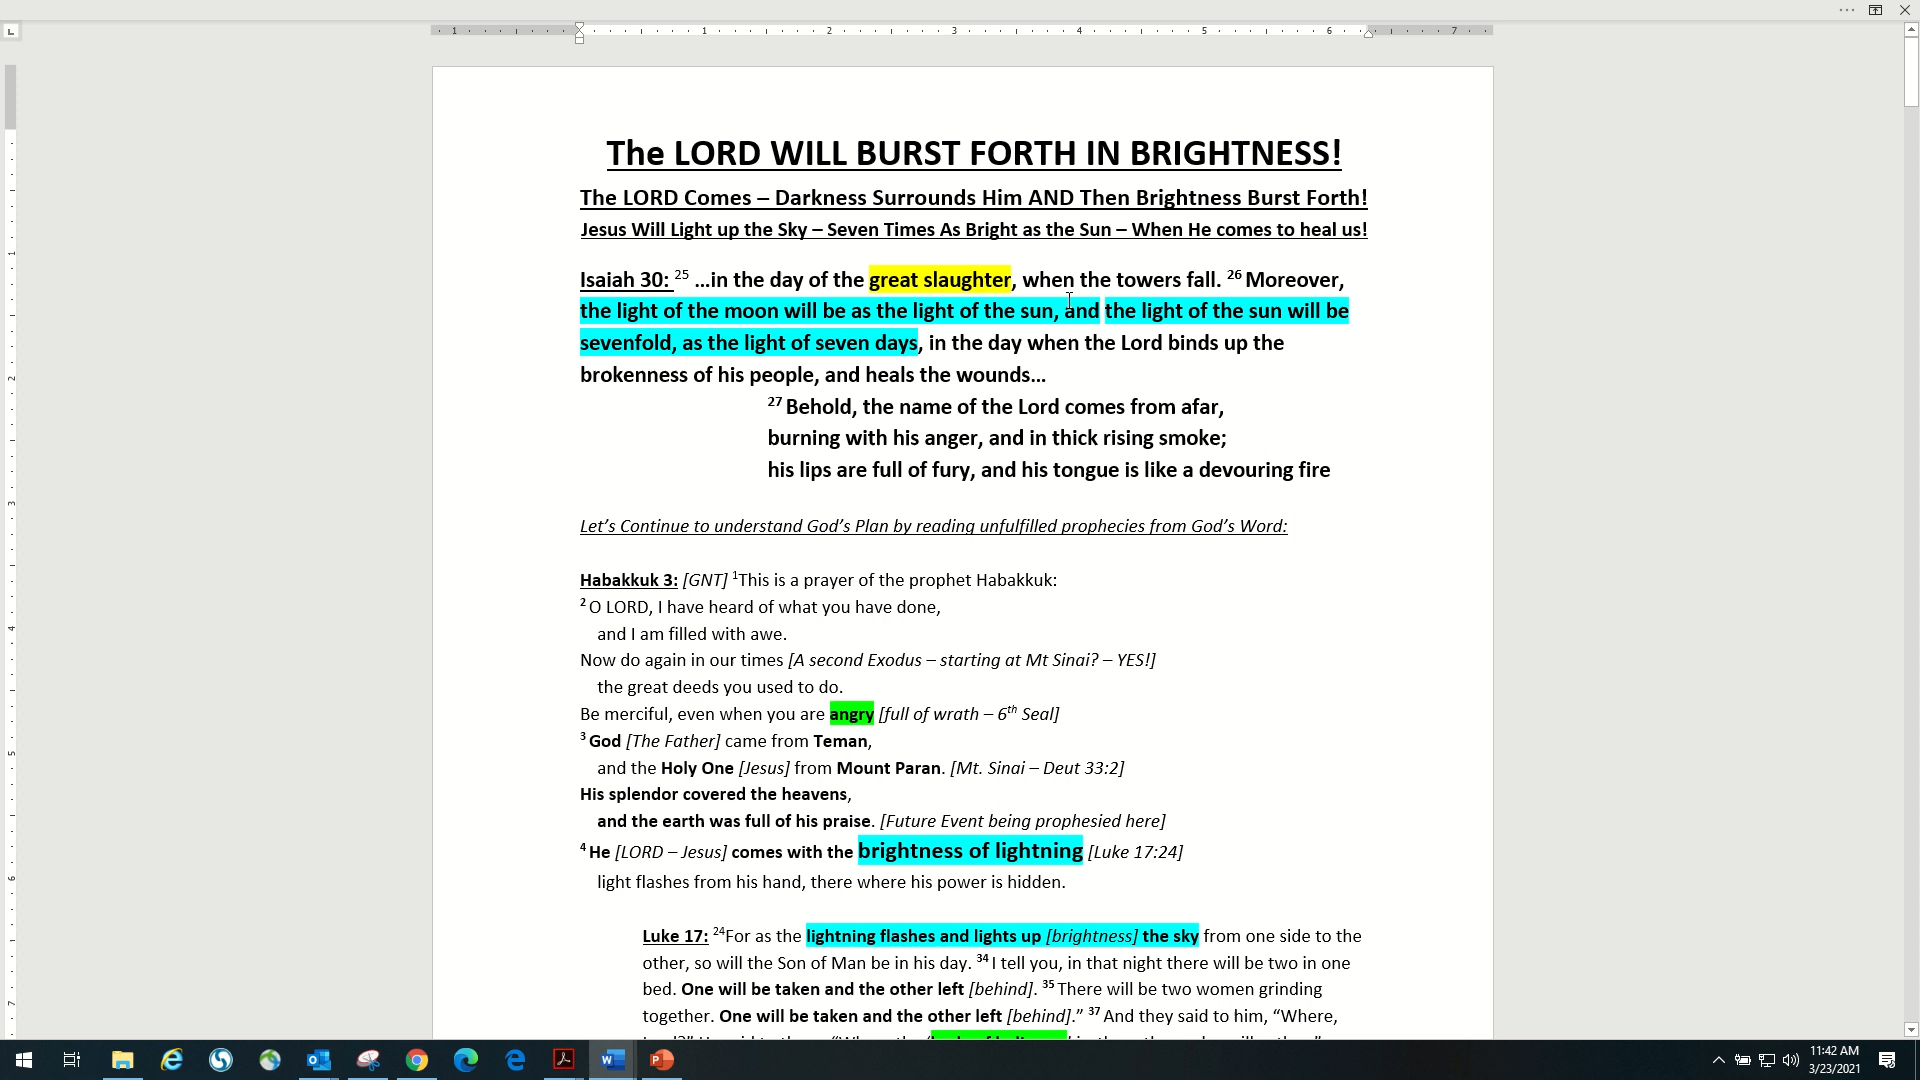 1 1 2 3 4 5 6 7
The LORD WILL BURST FORTH IN BRIGHTNESS!
The LORD Comes – Darkness Surrounds Him AND Then Brightness Burst Forth!
Jesus Will Light up the Sky – Seven Times As Bright as the Sun – When He comes to heal us!
Isaiah 30: 25 …in the day of the great slaughter, when the towers fall. 26 Moreover,
the light of the moon will be as the light of the sun, and the light of the sun will be
sevenfold, as the light of seven days, in the day when the Lord binds up the
brokenness of his people, and heals the wounds…
27 Behold, the name of the Lord comes from afar,
burning with his anger, and in thick rising smoke;
his lips are full of fury, and his tongue is like a devouring fire
Let’s Continue to understand God’s Plan by reading unfulfilled prophecies from God’s Word:
Habakkuk 3: [GNT] 1This is a prayer of the prophet Habakkuk:
2 O LORD, I have heard of what you have done,
and I am filled with awe.
Now do again in our times [A second Exodus – starting at Mt Sinai? – YES!]
the great deeds you used to do.
Be merciful, even when you are angry [full of wrath – 6th Seal]
3 God [The Father] came from Teman,
and the Holy One [Jesus] from Mount Paran. [Mt. Sinai – Deut 33:2]
His splendor covered the heavens,
and the earth was full of his praise. [Future Event being prophesied here]
4 He [LORD – Jesus] comes with the brightness of lightning [Luke 17:24]
light flashes from his hand, there where his power is hidden.
Luke 17: 24For as the lightning flashes and lights up [brightness] the sky from one side to the
other, so will the Son of Man be in his day. 34 I tell you, in that night there will be two in one
bed. One will be taken and the other left [behind]. 35 There will be two women grinding
together. One will be taken and the other left [behind].” 37 And they said to him, “Where,
11:42 AM
3/23/2021